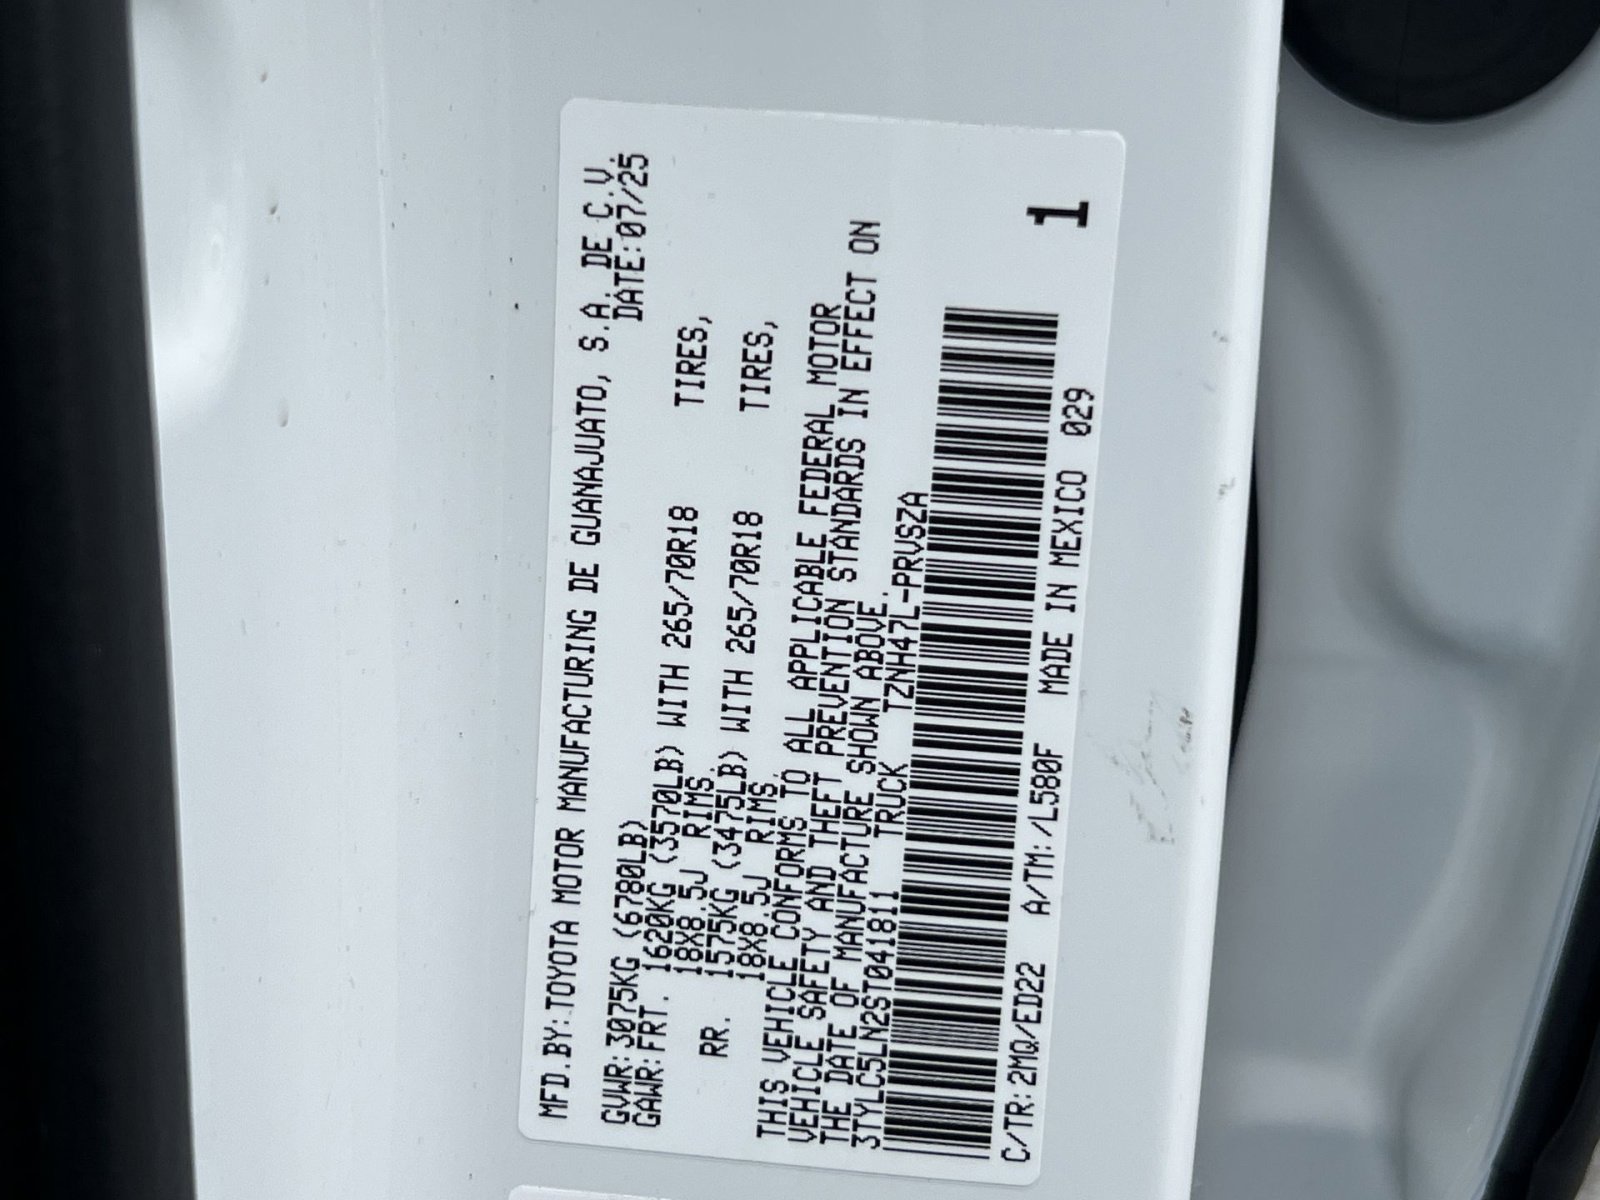 MFD.BY:TOYOTA MOTOR MANUFACTURING DE GUANAJUATO, S.A. DE C.V.
DATE:07/25
GVWR:3075KG (6780LB)
GAWR:FRT. 1620KG (3570LB) WITH 265/70R18 TIRES,
18X8.5J RIMS.
RR. 1575KG (3475LB) WITH 265/70R18 TIRES,
18X8.5J RIMS.
THIS VEHICLE CONFORMS TO ALL APPLICABLE FEDERAL MOTOR
VEHICLE SAFETY AND THEFT PREVENTION STANDARDS IN EFFECT ON
THE DATE OF MANUFACTURE SHOWN ABOVE.
3TYLC5LN2ST041811 TRUCK TZNH47L-PRVSZA
1
C/TR:2MQ/ED22 A/TM:/L580F MADE IN MEXICO 029